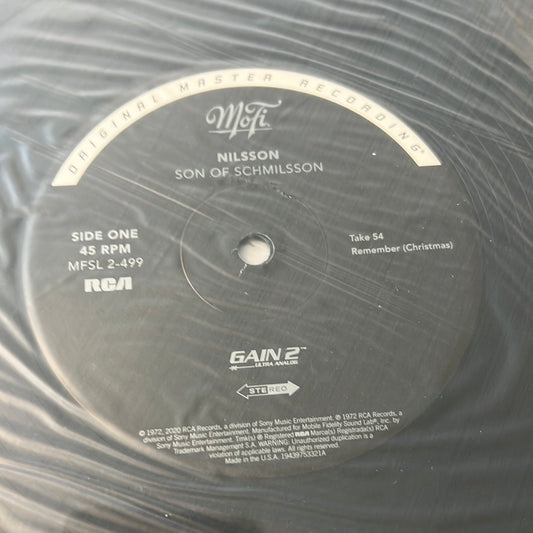 ORIGINAL MASTER RECORDING®
MoFi
NILSSON
SON OF SCHMILSSON
SIDE ONE
45 RPM
MFSL 2-499
RCA
Take 54
Remember (Christmas)
GAIN 2™
ULTRA ANALOG
STEREO
© 1972, 2020 RCA Records, a division of Sony Music Entertainment. ℗ 1972 RCA Records, a
division of Sony Music Entertainment. Manufactured for Mobile Fidelity Sound Lab®, Inc. by
Sony Music Entertainment. Tmk(s) ® Registered RCA Marca(s) Registrada(s) RCA
Trademark Management S.A. WARNING: Unauthorized duplication is a
violation of applicable laws. All rights reserved.
Made in the U.S.A. 19439753321A